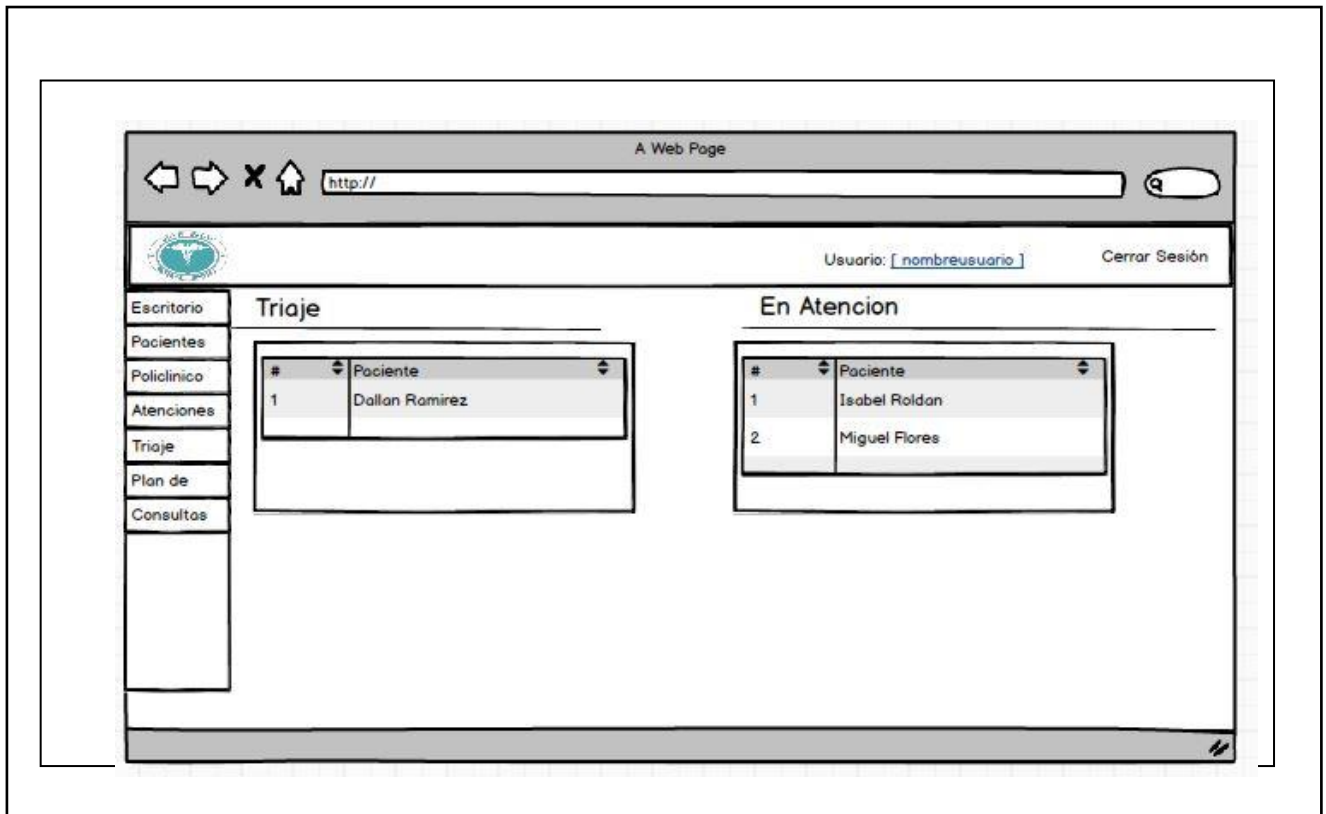 A Web Page
http://
Usuario: [ nombreusuario ] Cerrar Sesión
Escritorio
Pacientes
Policlinico
Atenciones
Triaje
Plan de
Consultas
Triaje
# Paciente
1 Dallan Ramirez
En Atencion
# Paciente
1 Isabel Roldan
2 Miguel Flores